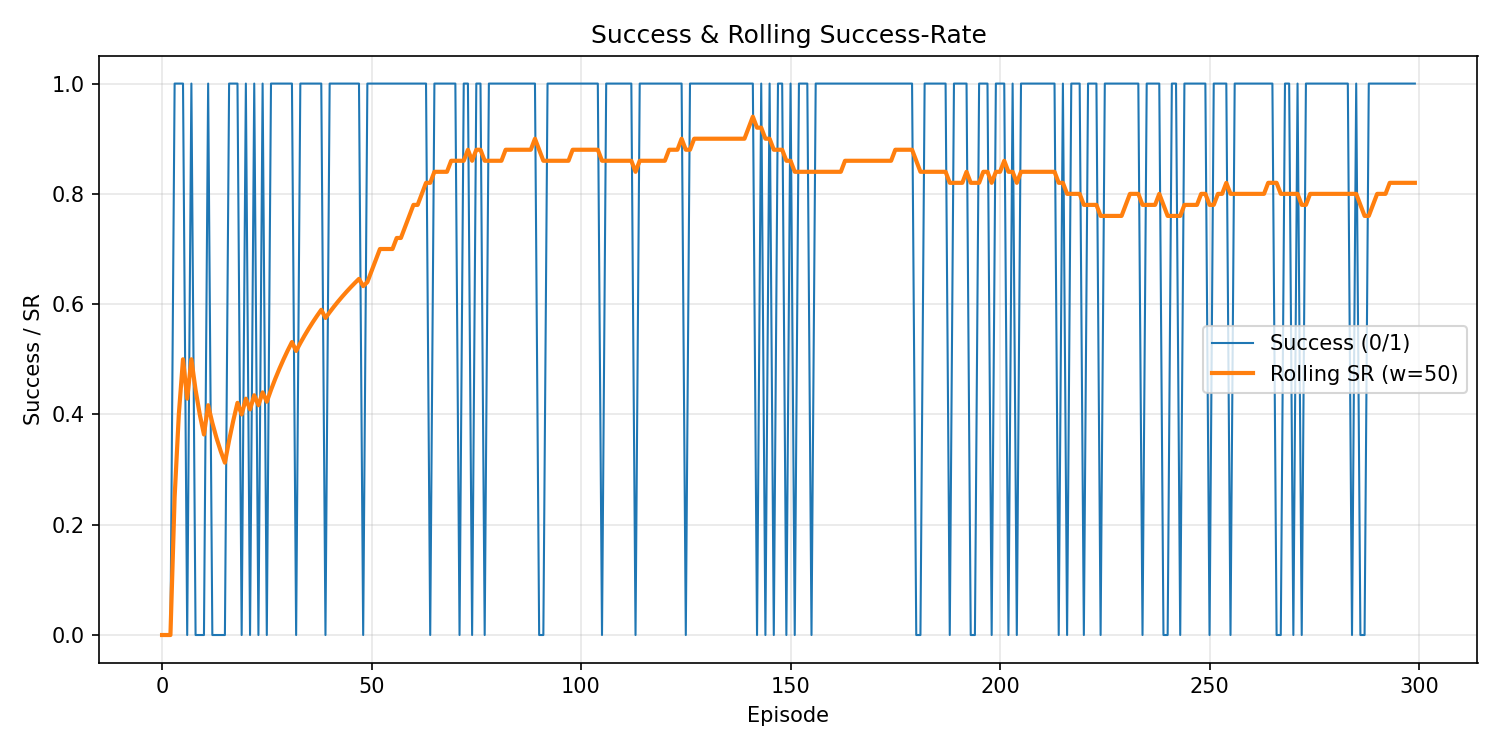 Success & Rolling Success-Rate
Success / SR
1.0
0.8
0.6
0.4
0.2
0.0
Success (0/1)
Rolling SR (w=50)
0 50 100 150 200 250 300
Episode